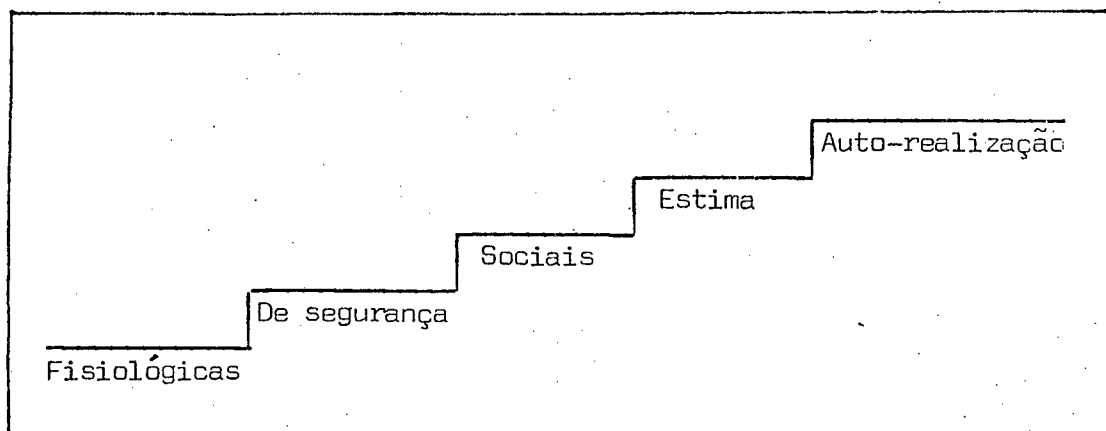 Auto-realização
Estima
Sociais
De segurança
Fisiológicas